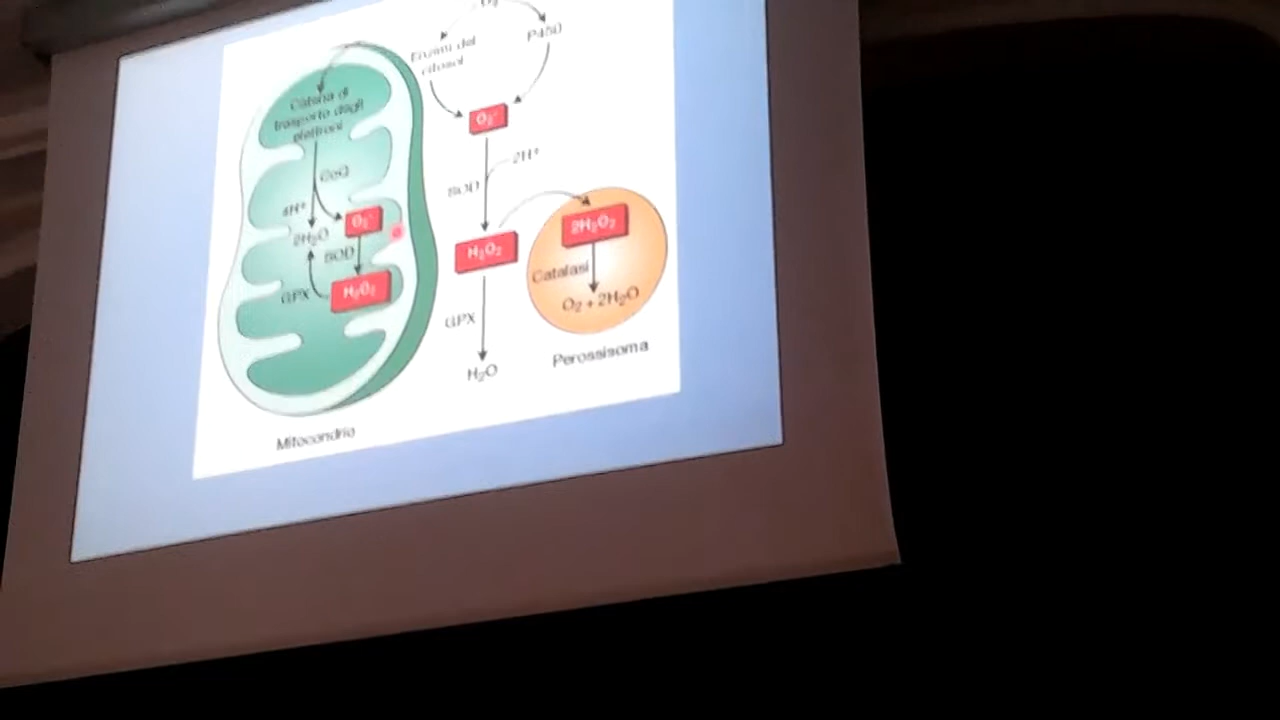 O₂
Enzimi del
citosol
P450
Catena di
trasporto degli
elettroni
O₂⁻
CoQ
2H⁺
SOD
4H⁺
O₂⁻
2H₂O
2H₂O₂
H₂O₂
SOD
Catalasi
GPX
H₂O₂
O₂ + 2H₂O
GPX
Perossisoma
H₂O
Mitocondrio